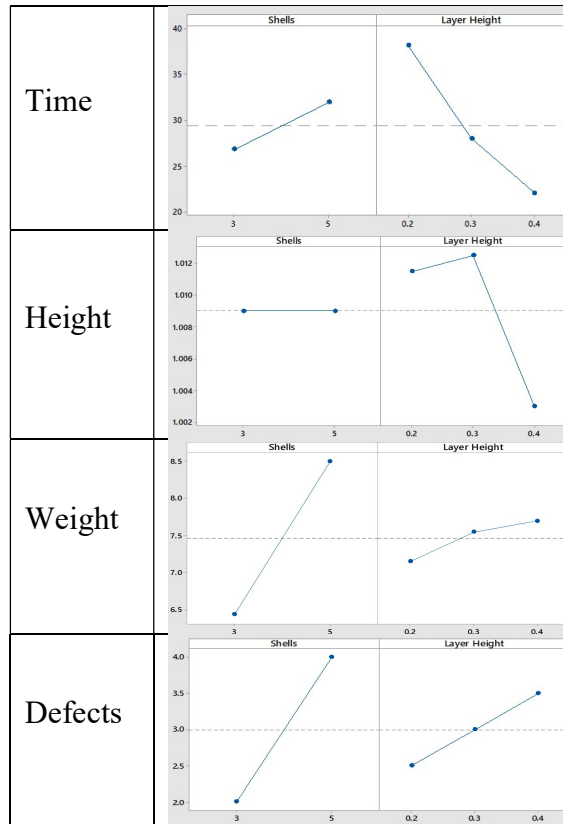 Time
Shells Layer Height
40
35
30
25
20
3 5 0.2 0.3 0.4
Height
Shells Layer Height
1.012
1.010
1.008
1.006
1.004
1.002
3 5 0.2 0.3 0.4
Weight
Shells Layer Height
8.5
8.0
7.5
7.0
6.5
3 5 0.2 0.3 0.4
Defects
Shells Layer Height
4.0
3.5
3.0
2.5
2.0
3 5 0.2 0.3 0.4